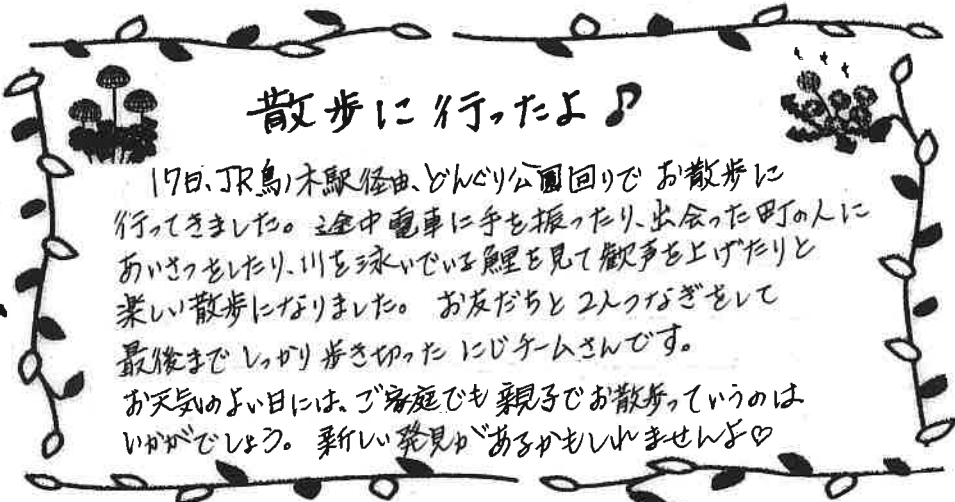 散歩に行ったよ♪
17日、JR鳥ノ木駅経由、どんぐり公園回りでお散歩に
行ってきました。途中電車に手を振ったり、出会った町の人に
あいさつをしたり、川を泳いでいる鯉を見て歓声を上げたりと
楽しい散歩になりました。お友だちと2人つなぎをして
最後までしっかり歩き切ったにじチームさんです。
お天気のよい日には、ご家庭でも親子でお散歩っていうのは
いかがでしょう。新しい発見があるかもしれませんよ♡